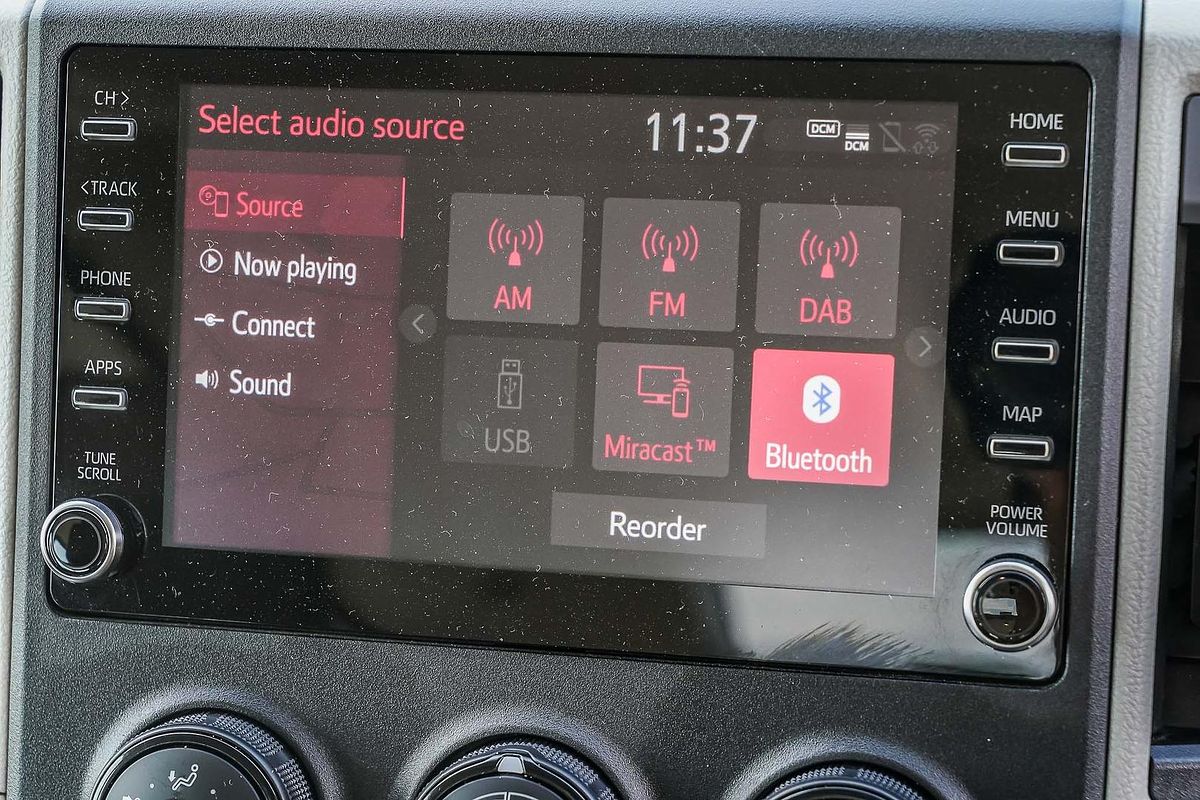 CH >
< TRACK
PHONE
APPS
TUNE
SCROLL
Select audio source
11:37
DCM
DCM
Source
Now playing
Connect
Sound
AM
FM
DAB
USB
Miracast™
Bluetooth
Reorder
HOME
MENU
AUDIO
MAP
POWER
VOLUME